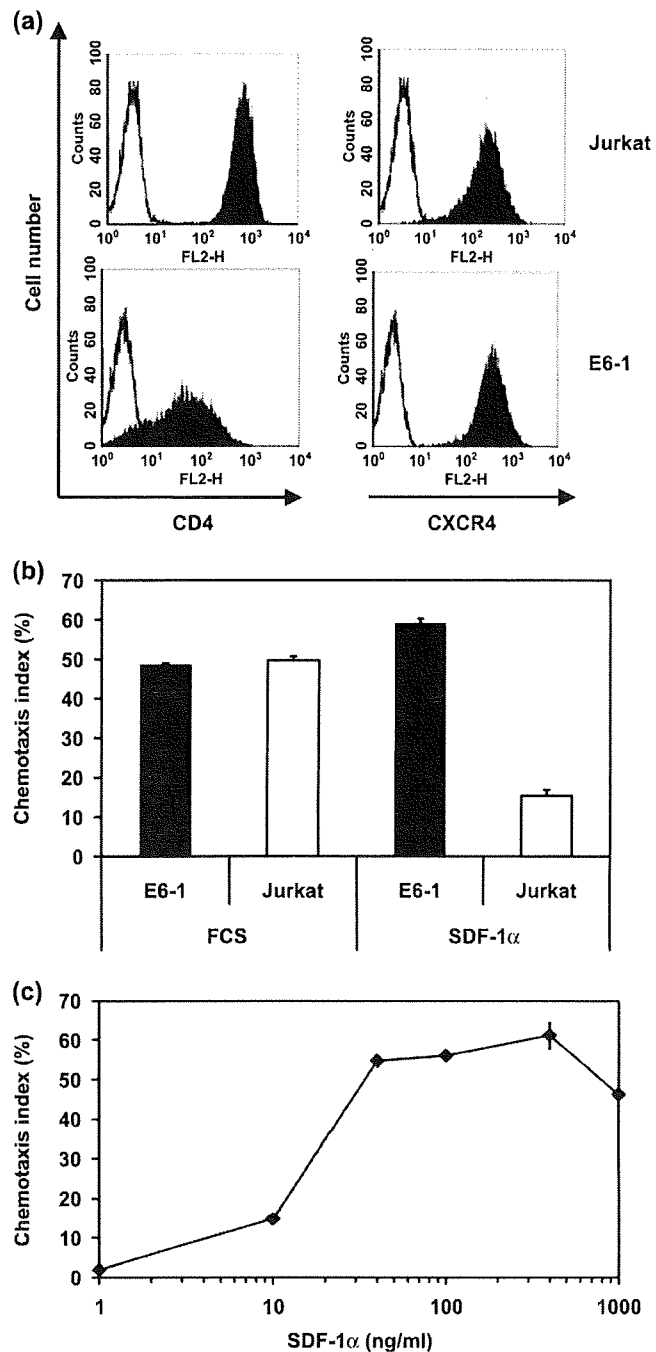 (a)
Cell number
Counts
100
80
60
40
20
0
10⁰ 10¹ 10² 10³ 10⁴
FL2-H
Counts
100
80
60
40
20
0
10⁰ 10¹ 10² 10³ 10⁴
FL2-H
Jurkat
Counts
100
80
60
40
20
0
10⁰ 10¹ 10² 10³ 10⁴
FL2-H
Counts
100
80
60
40
20
0
10⁰ 10¹ 10² 10³ 10⁴
FL2-H
E6-1
CD4
CXCR4
(b)
Chemotaxis index (%)
70
60
50
40
30
20
10
0
E6-1 Jurkat E6-1 Jurkat
FCS SDF-1α
(c)
Chemotaxis index (%)
70
60
50
40
30
20
10
0
1 10 100 1000
SDF-1α (ng/ml)